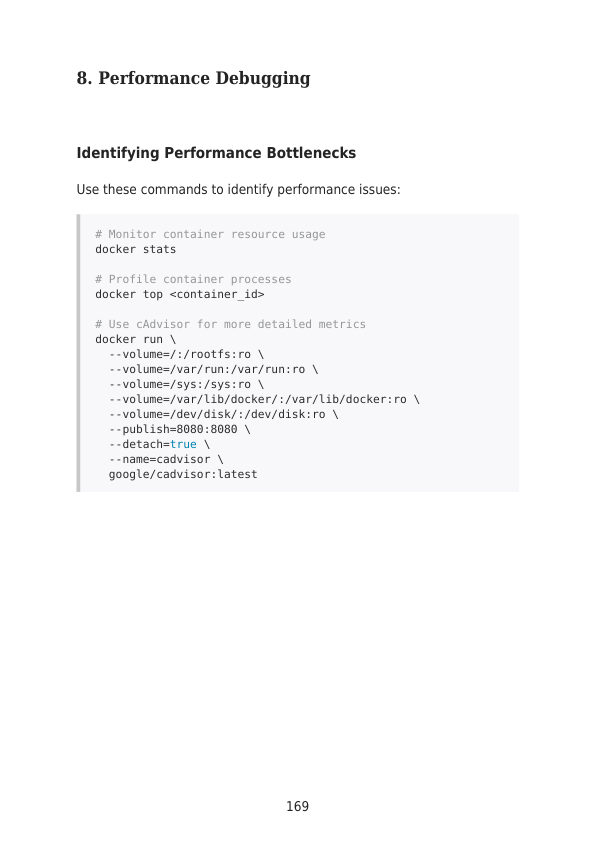 8. Performance Debugging
Identifying Performance Bottlenecks
Use these commands to identify performance issues:
# Monitor container resource usage
docker stats
# Profile container processes
docker top <container_id>
# Use cAdvisor for more detailed metrics
docker run \
  --volume=/:/rootfs:ro \
  --volume=/var/run:/var/run:ro \
  --volume=/sys:/sys:ro \
  --volume=/var/lib/docker/:/var/lib/docker:ro \
  --volume=/dev/disk/:/dev/disk:ro \
  --publish=8080:8080 \
  --detach=true \
  --name=cadvisor \
  google/cadvisor:latest
169